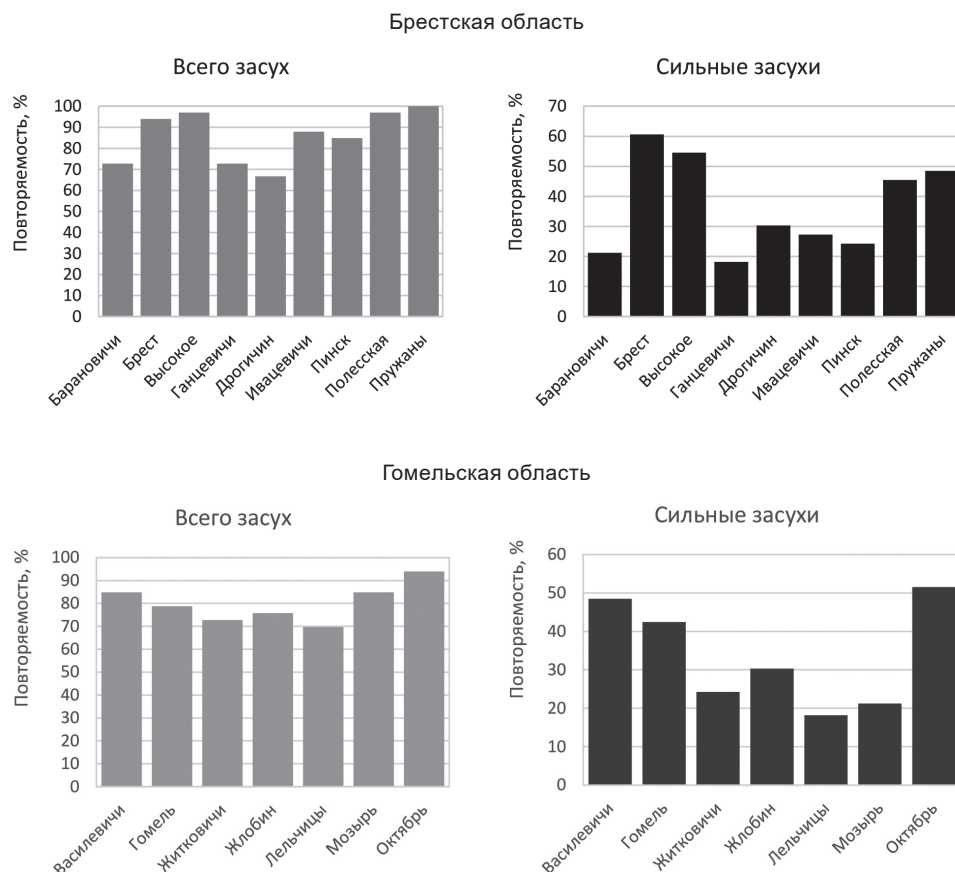 Брестская область
Всего засух
Повторяемость, %
100
90
80
70
60
50
40
30
20
10
0
Барановичи
Брест
Высокое
Ганцевичи
Дрогичин
Ивацевичи
Пинск
Полесская
Пружаны
Сильные засухи
Повторяемость, %
70
60
50
40
30
20
10
0
Барановичи
Брест
Высокое
Ганцевичи
Дрогичин
Ивацевичи
Пинск
Полесская
Пружаны
Гомельская область
Всего засух
Повторяемость, %
100
90
80
70
60
50
40
30
20
10
0
Василевичи
Гомель
Житковичи
Жлобин
Лельчицы
Мозырь
Октябрь
Сильные засухи
Повторяемость, %
60
50
40
30
20
10
0
Василевичи
Гомель
Житковичи
Жлобин
Лельчицы
Мозырь
Октябрь